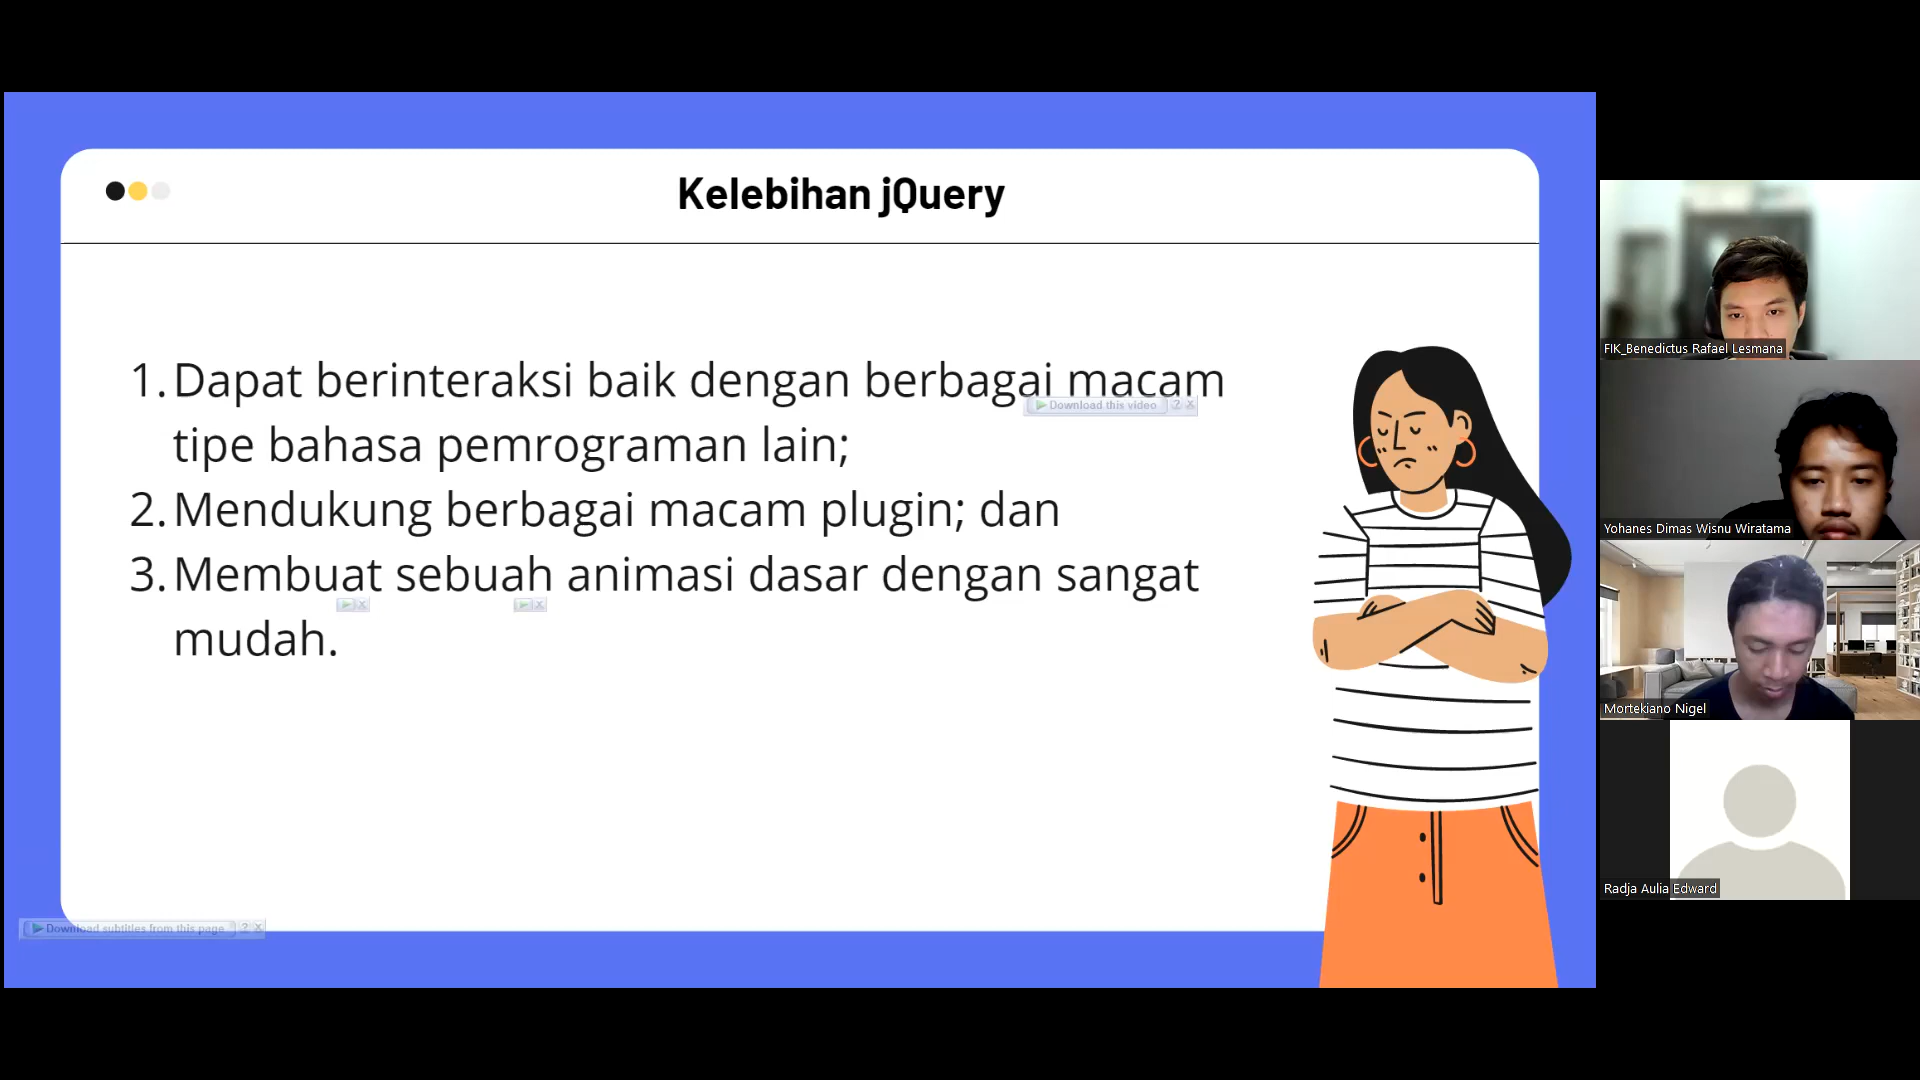 Kelebihan jQuery
1. Dapat berinteraksi baik dengan berbagai macam
tipe bahasa pemrograman lain;
2. Mendukung berbagai macam plugin; dan
3. Membuat sebuah animasi dasar dengan sangat
mudah.
Download this video ? X
X
X
Download subtitles from this page ? X
FIK_Benedictus Rafael Lesmana
Yohanes Dimas Wisnu Wiratama
Mortekiano Nigel
Radja Aulia Edward